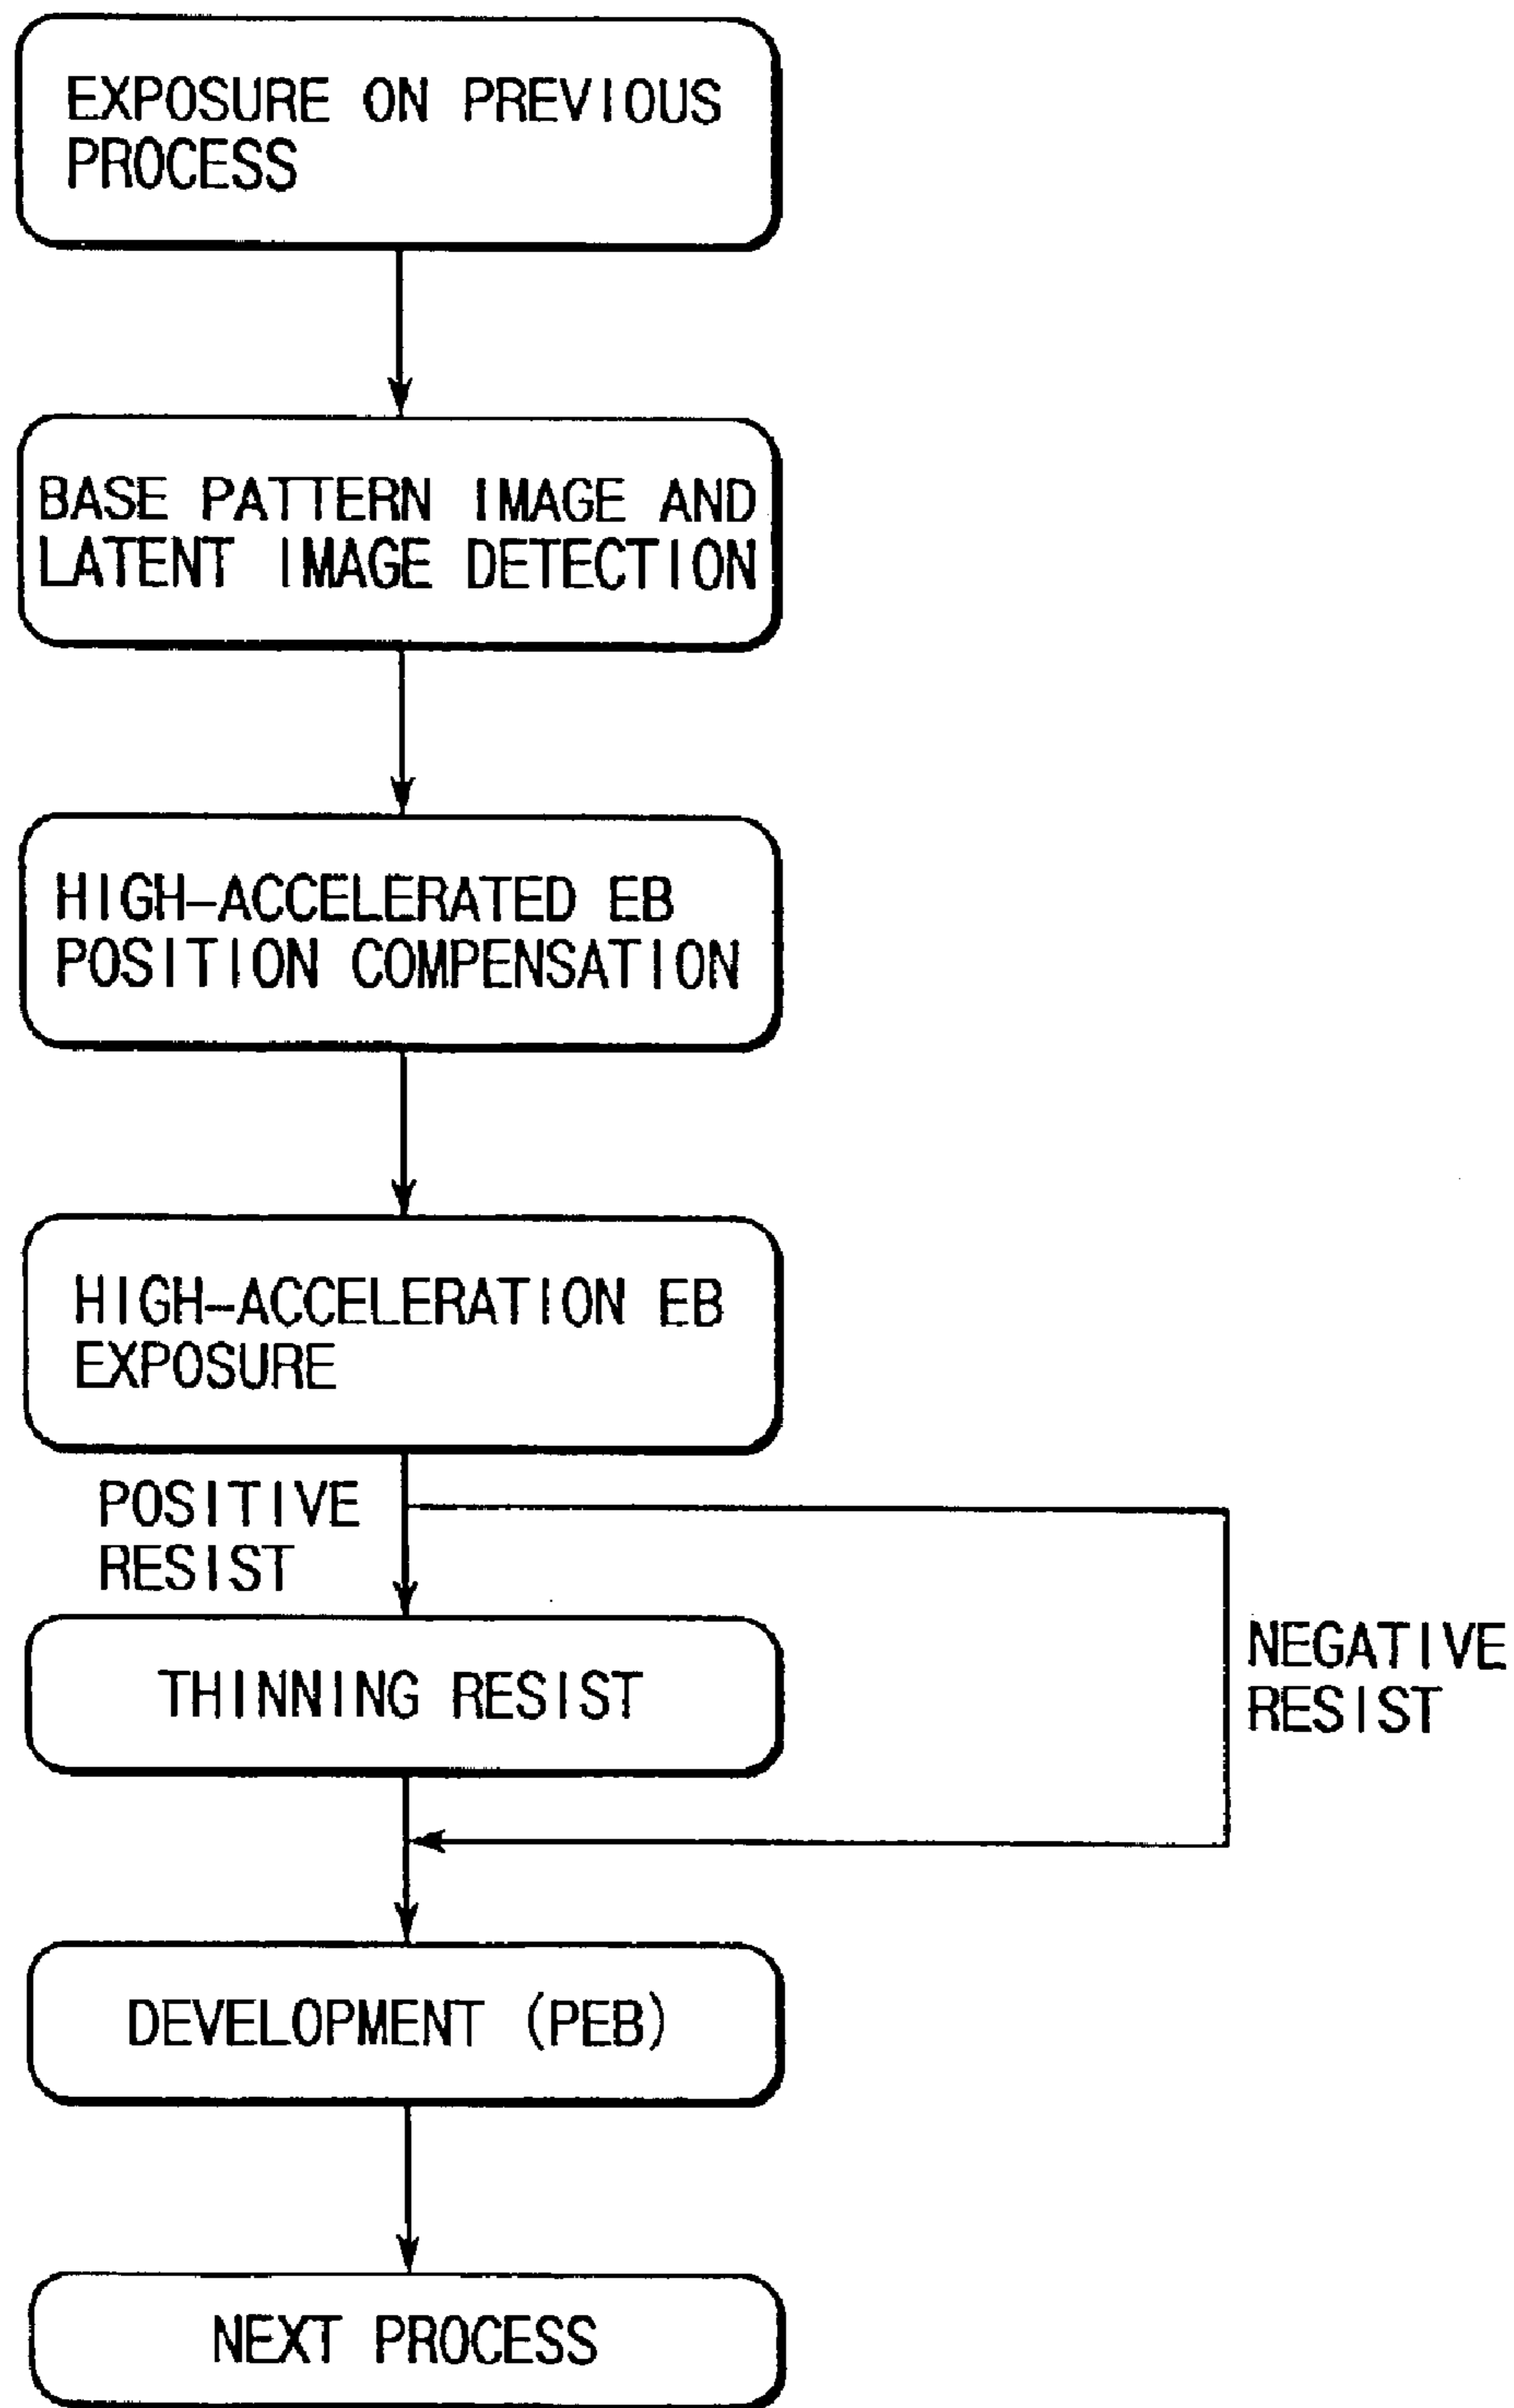 EXPOSURE ON PREVIOUS
PROCESS
BASE PATTERN IMAGE AND
LATENT IMAGE DETECTION
HIGH-ACCELERATED EB
POSITION COMPENSATION
HIGH-ACCELERATION EB
EXPOSURE
POSITIVE
RESIST
THINNING RESIST
NEGATIVE
RESIST
DEVELOPMENT (PEB)
NEXT PROCESS